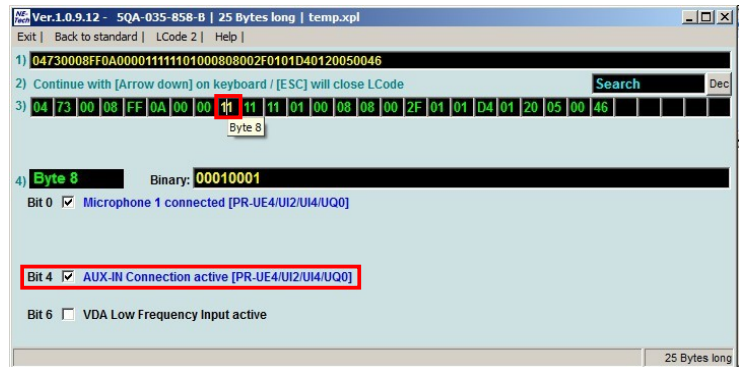 NE-Tech Ver.1.0.9.12 - 5QA-035-858-B | 25 Bytes long | temp.xpl
Exit | Back to standard | LCode 2 | Help |
1) 04730008FF0A000011111101000808002F0101D40120050046
2) Continue with [Arrow down] on keyboard / [ESC] will close LCode Search Dec
3) 04 73 00 08 FF 0A 00 00 11 11 11 01 00 08 08 00 2F 01 01 D4 01 20 05 00 46
Byte 8
4) Byte 8 Binary: 00010001
Bit 0 Microphone 1 connected [PR-UE4/UI2/UI4/UQ0]
Bit 4 AUX-IN Connection active [PR-UE4/UI2/UI4/UQ0]
Bit 6 VDA Low Frequency Input active
25 Bytes long